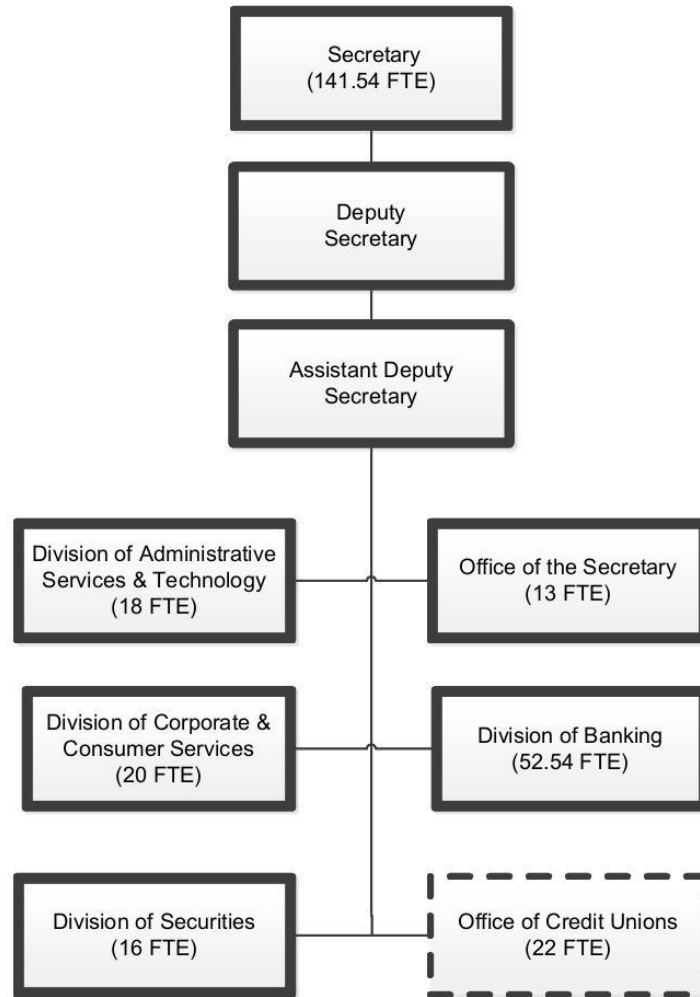 Secretary
(141.54 FTE)
Deputy
Secretary
Assistant Deputy
Secretary
Division of Administrative
Services & Technology
(18 FTE)
Office of the Secretary
(13 FTE)
Division of Corporate &
Consumer Services
(20 FTE)
Division of Banking
(52.54 FTE)
Division of Securities
(16 FTE)
Office of Credit Unions
(22 FTE)